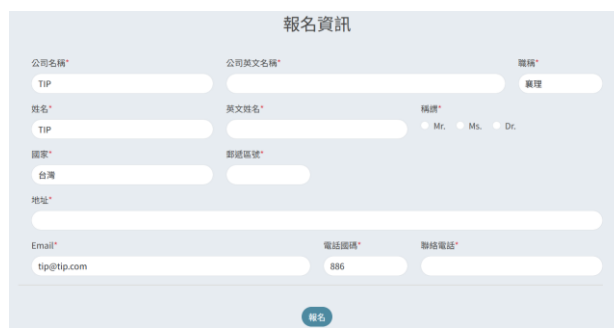 報名資訊
公司名稱* 公司英文名稱* 職稱*
TIP 襄理
姓名* 英文姓名* 稱謂*
TIP Mr. Ms. Dr.
國家* 郵遞區號*
台灣
地址*
Email* 電話國碼* 聯絡電話*
tip@tip.com 886
報名